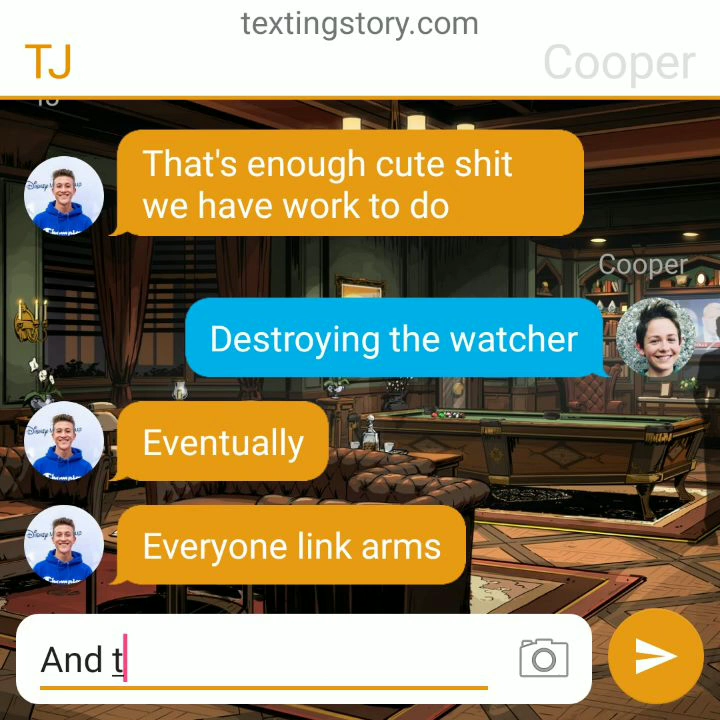 textingstory.com
TJ
Cooper
That's enough cute shit
we have work to do
Cooper
Destroying the watcher
Eventually
Everyone link arms
And t